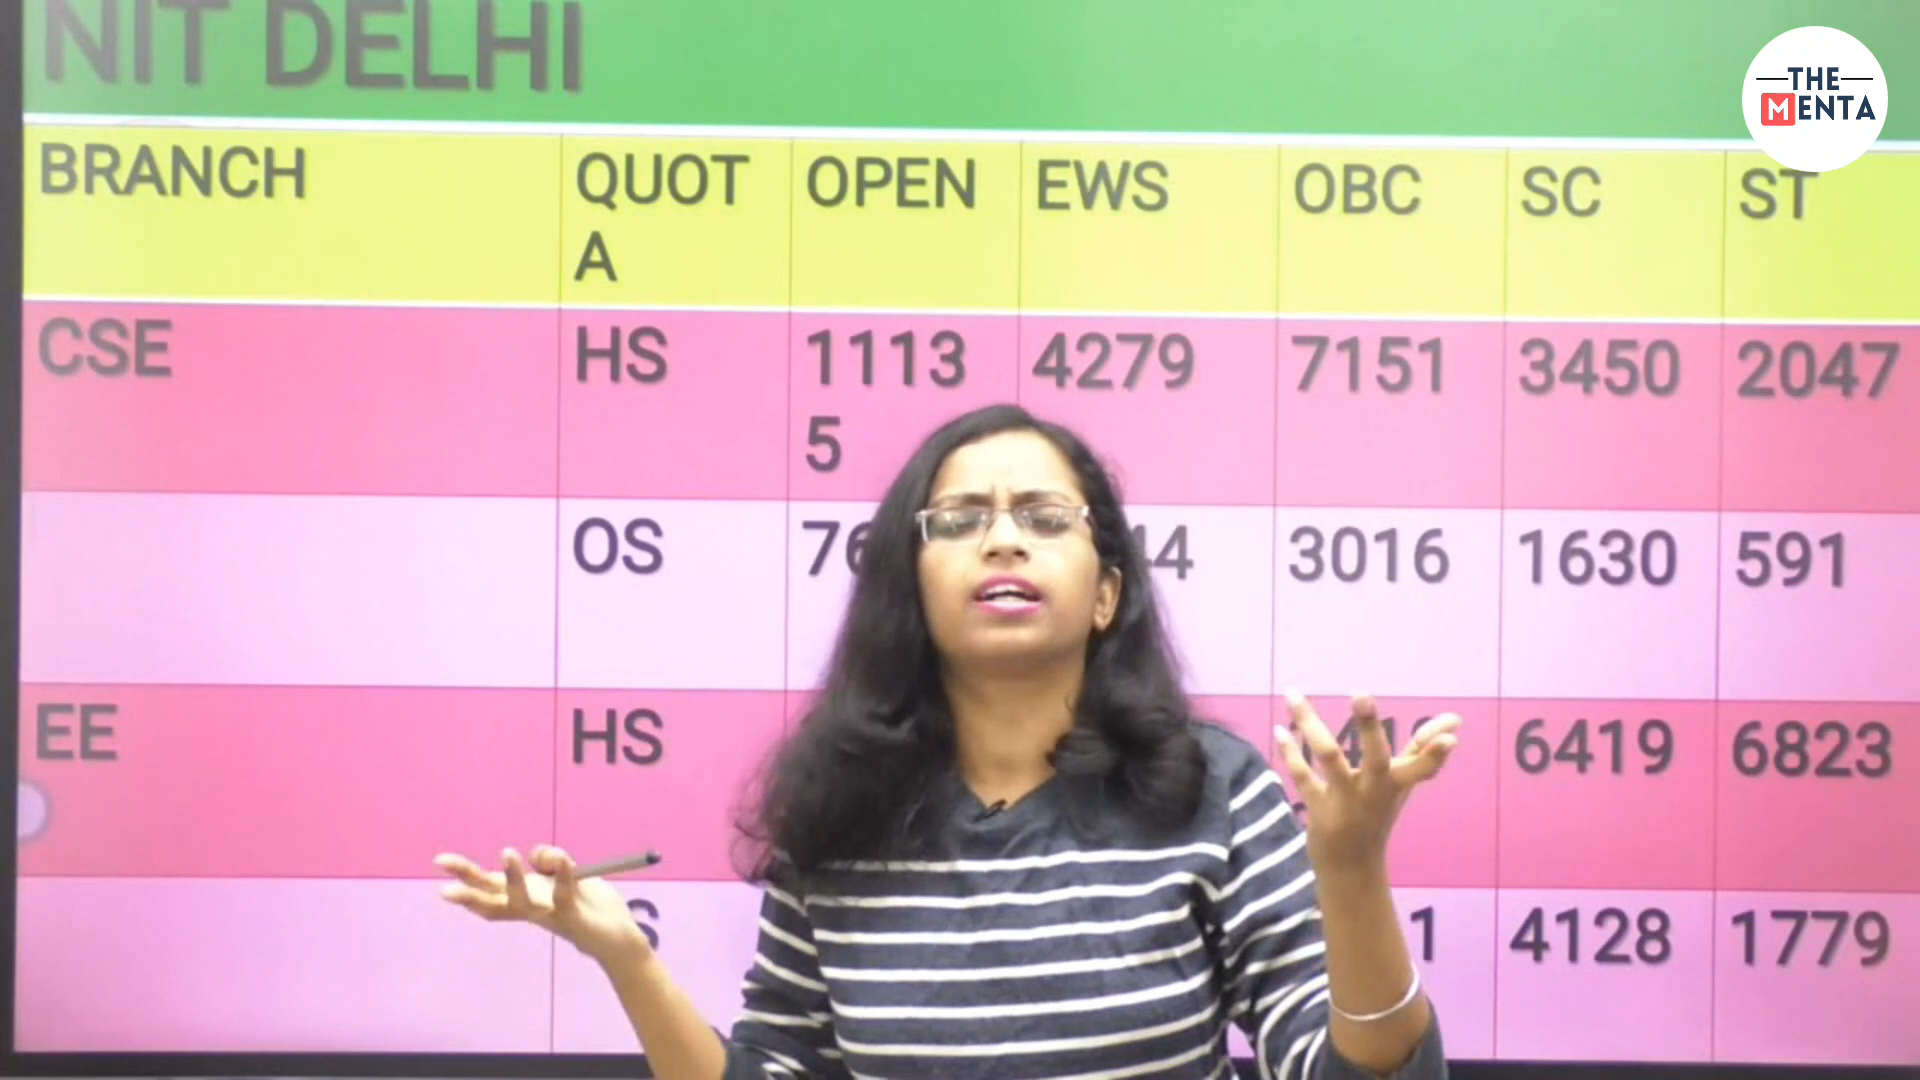 NIT DELHI
THE
MENTA
BRANCH QUOT OPEN EWS OBC SC ST
A
CSE HS 1113 4279 7151 3450 2047
5
OS 3016 1630 591
EE HS 6419 6823
4128 1779